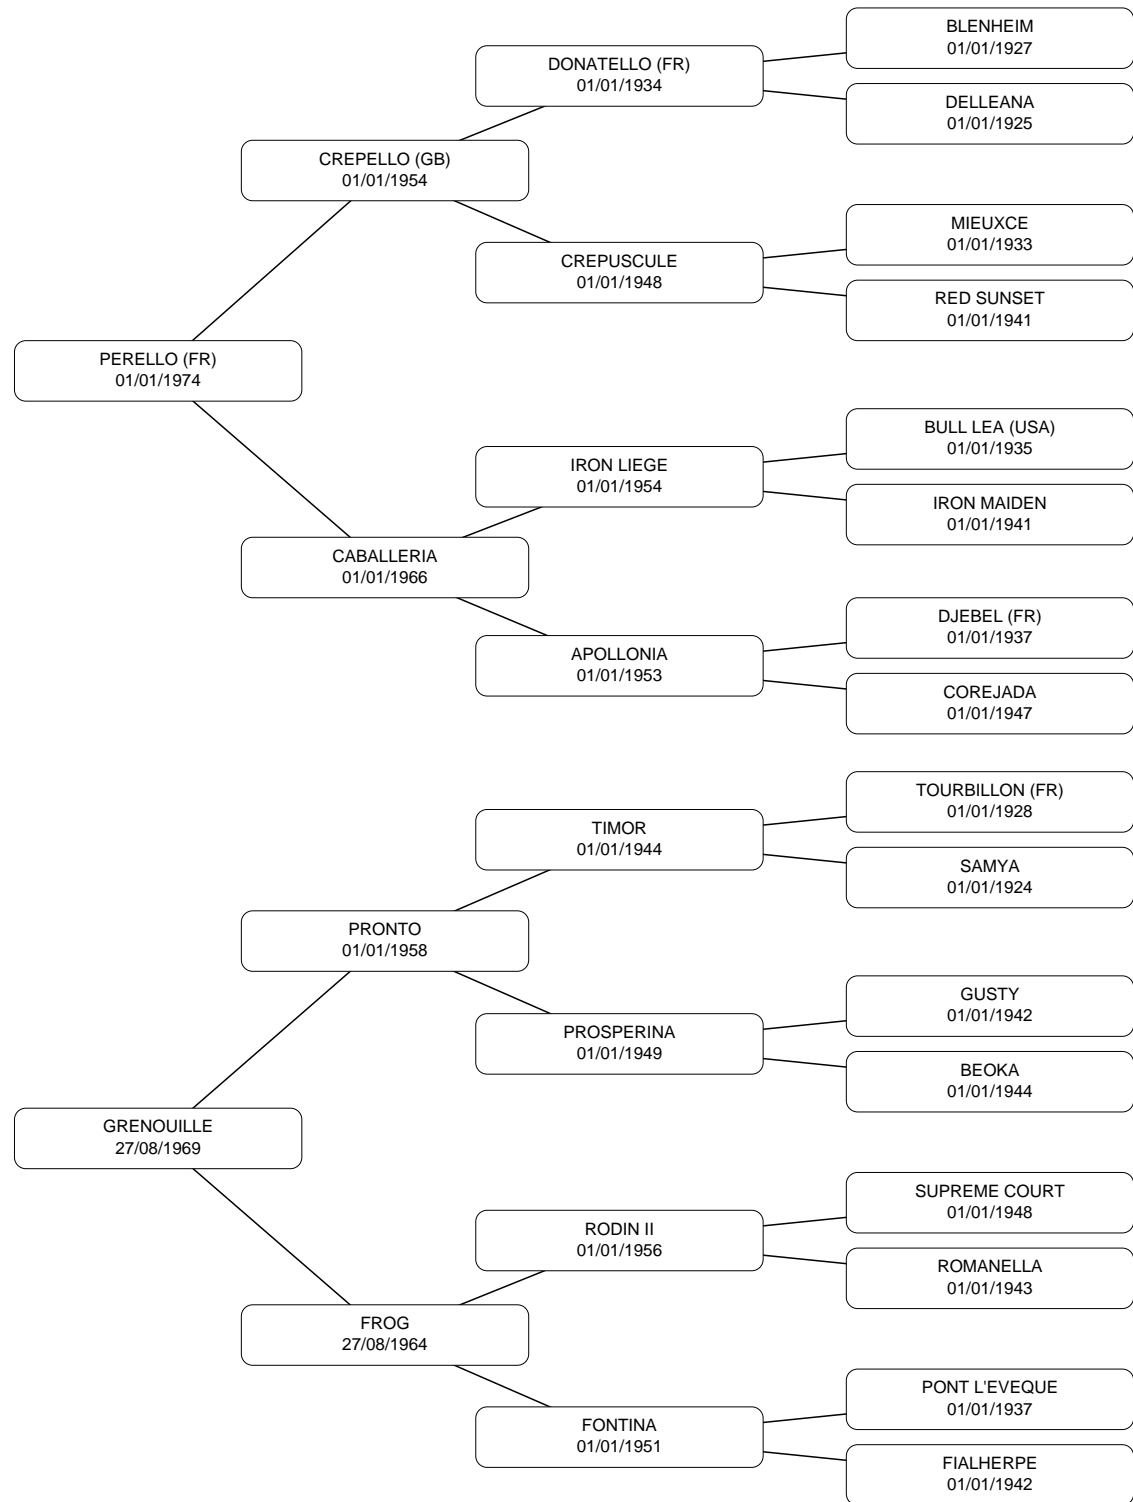 BLENHEIM
01/01/1927
DONATELLO (FR)
01/01/1934
DELLEANA
01/01/1925
CREPELLO (GB)
01/01/1954
MIEUXCE
01/01/1933
CREPUSCULE
01/01/1948
RED SUNSET
01/01/1941
PERELLO (FR)
01/01/1974
BULL LEA (USA)
01/01/1935
IRON LIEGE
01/01/1954
IRON MAIDEN
01/01/1941
CABALLERIA
01/01/1966
DJEBEL (FR)
01/01/1937
APOLLONIA
01/01/1953
COREJADA
01/01/1947
TOURBILLON (FR)
01/01/1928
TIMOR
01/01/1944
SAMYA
01/01/1924
PRONTO
01/01/1958
GUSTY
01/01/1942
PROSPERINA
01/01/1949
BEOKA
01/01/1944
GRENOUILLE
27/08/1969
SUPREME COURT
01/01/1948
RODIN II
01/01/1956
ROMANELLA
01/01/1943
FROG
27/08/1964
PONT L'EVEQUE
01/01/1937
FONTINA
01/01/1951
FIALHERPE
01/01/1942